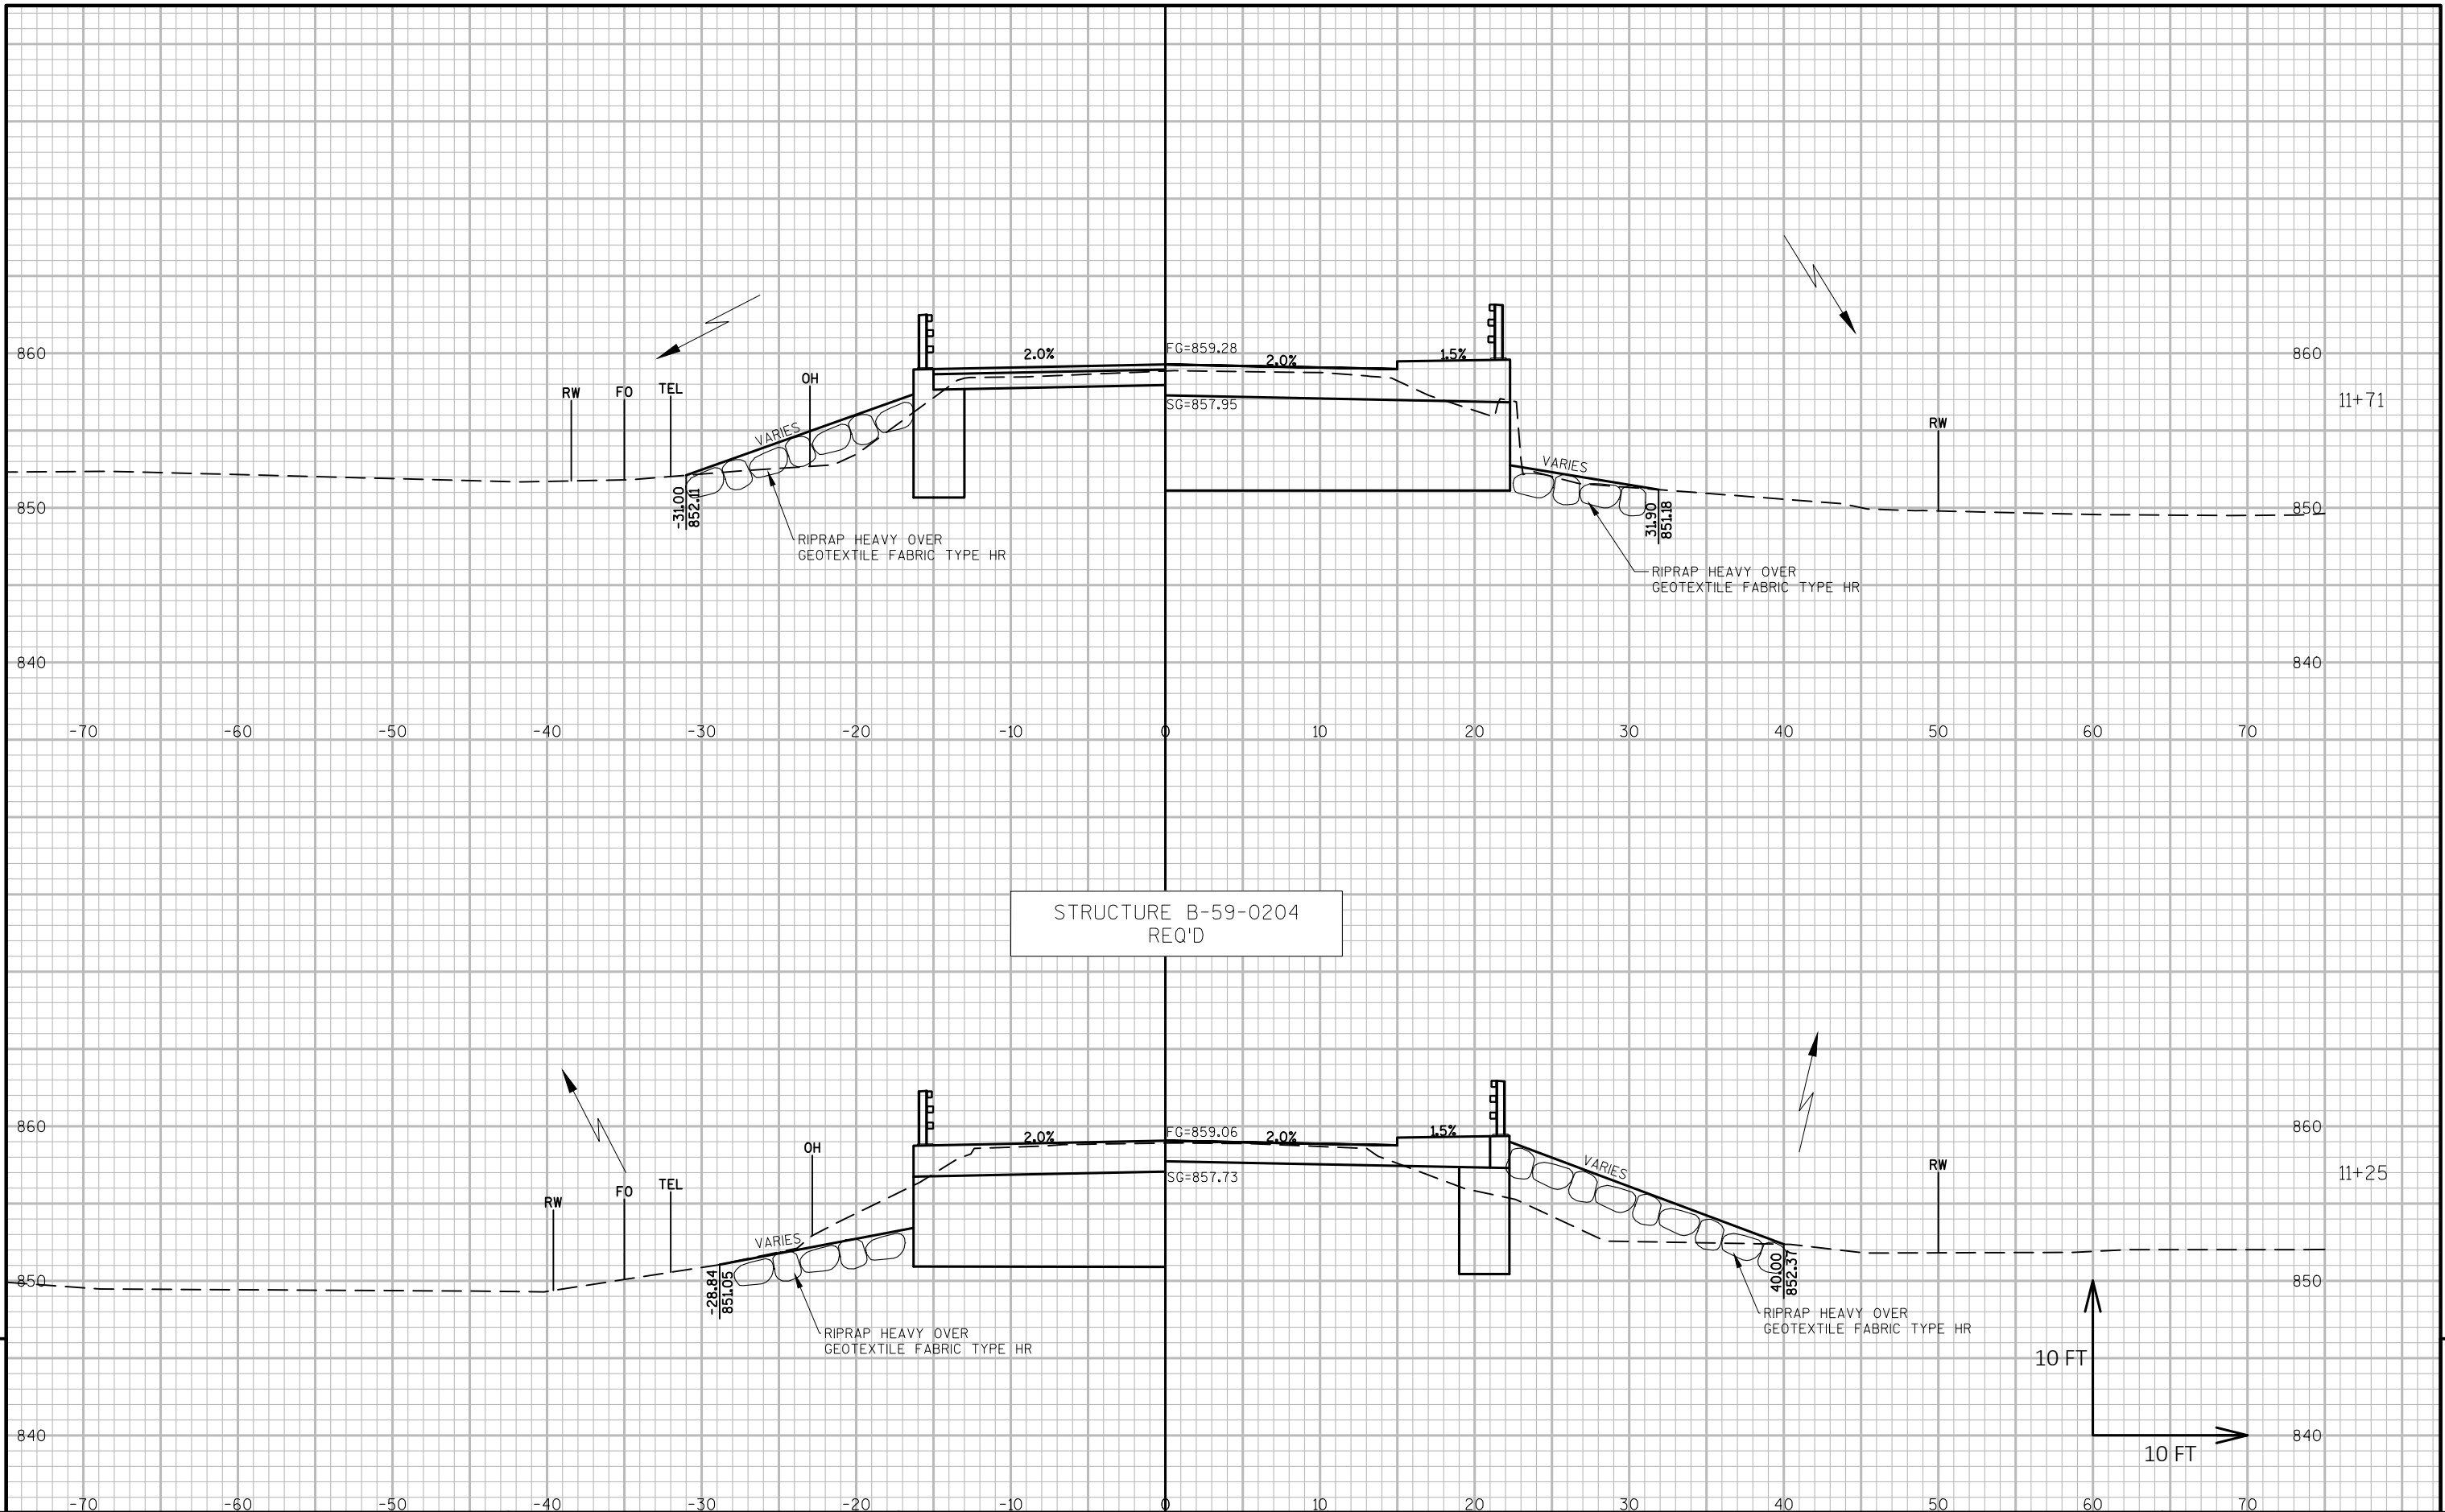 2.0%
FG=859.28
2.0%
1.5%
860
860
OH
TEL
FO
RW
SG=857.95
11+71
RW
VARIES
VARIES
-31.00
852.11
850
31.90
851.18
850
RIPRAP HEAVY OVER
GEOTEXTILE FABRIC TYPE HR
RIPRAP HEAVY OVER
GEOTEXTILE FABRIC TYPE HR
840
840
-70 -60 -50 -40 -30 -20 -10 0 10 20 30 40 50 60 70
STRUCTURE B-59-0204
REQ'D
860
2.0%
FG=859.06
2.0%
1.5%
860
OH
TEL
FO
RW
SG=857.73
VARIES
RW
11+25
VARIES
850
-28.84
851.05
40.00
852.37
850
RIPRAP HEAVY OVER
GEOTEXTILE FABRIC TYPE HR
RIPRAP HEAVY OVER
GEOTEXTILE FABRIC TYPE HR
10 FT
840
10 FT
840
-70 -60 -50 -40 -30 -20 -10 0 10 20 30 40 50 60 70